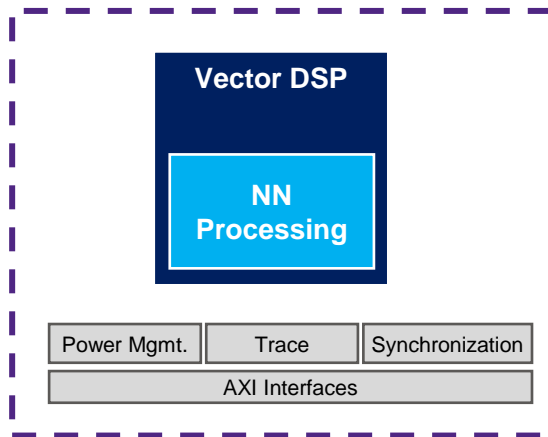 Vector DSP
NN
Processing
Power Mgmt.
Trace
Synchronization
AXI Interfaces